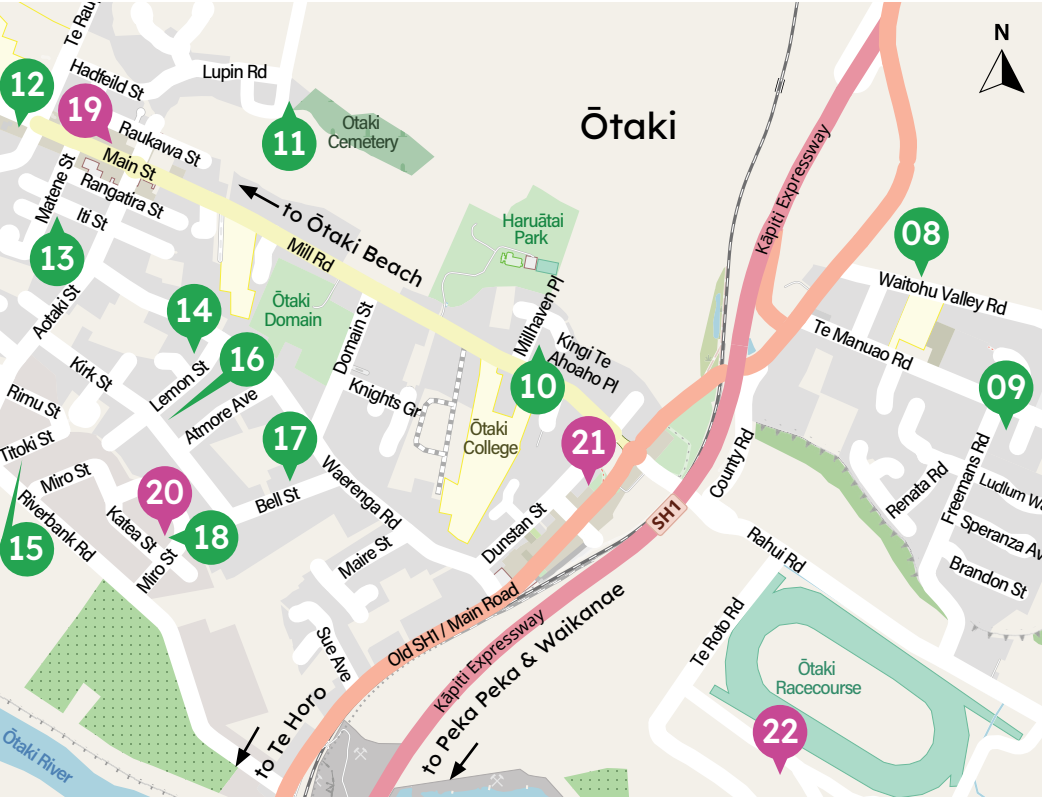 Te Rau
N
Hadfeild St
Lupin Rd
12
19
11
Otaki
Cemetery
Ōtaki
Raukawa St
Main St
Rangatira St
Matene St
Iti St
13
to Ōtaki Beach
Mill Rd
Haruātai
Park
Kāpiti Expressway
08
Waitohu Valley Rd
Te Manuao Rd
09
Aotaki St
14
Ōtaki
Domain
Domain St
Millhaven Pl
Kingi Te
Ahoaho Pl
10
16
Kirk St
Lemon St
Rimu St
Atmore Ave
Knights Gr
Ōtaki
College
21
17
Titoki St
Miro St
20
Bell St
Waerenga Rd
County Rd
Freemans Rd
Renata Rd
Ludlum Wa
Riverbank Rd
Katea St
18
15
Miro St
Dunstan St
SH1
Speranza Av
Maire St
Rahui Rd
Brandon St
Old SH1 / Main Road
Kāpiti Expressway
to Peka Peka & Waikanae
Te Roto Rd
Sue Ave
Ōtaki
Racecourse
to Te Horo
22
Ōtaki River